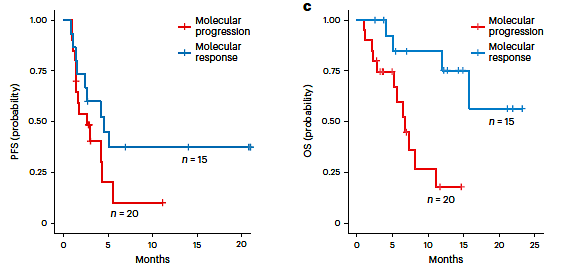 c
1.00
0.75
0.50
0.25
0
PFS (probability)
Molecular
progression
Molecular
response
n = 15
n = 20
0
5
10
15
20
Months
1.00
0.75
0.50
0.25
0
OS (probability)
Molecular
progression
Molecular
response
n = 15
n = 20
0
5
10
15
20
25
Months